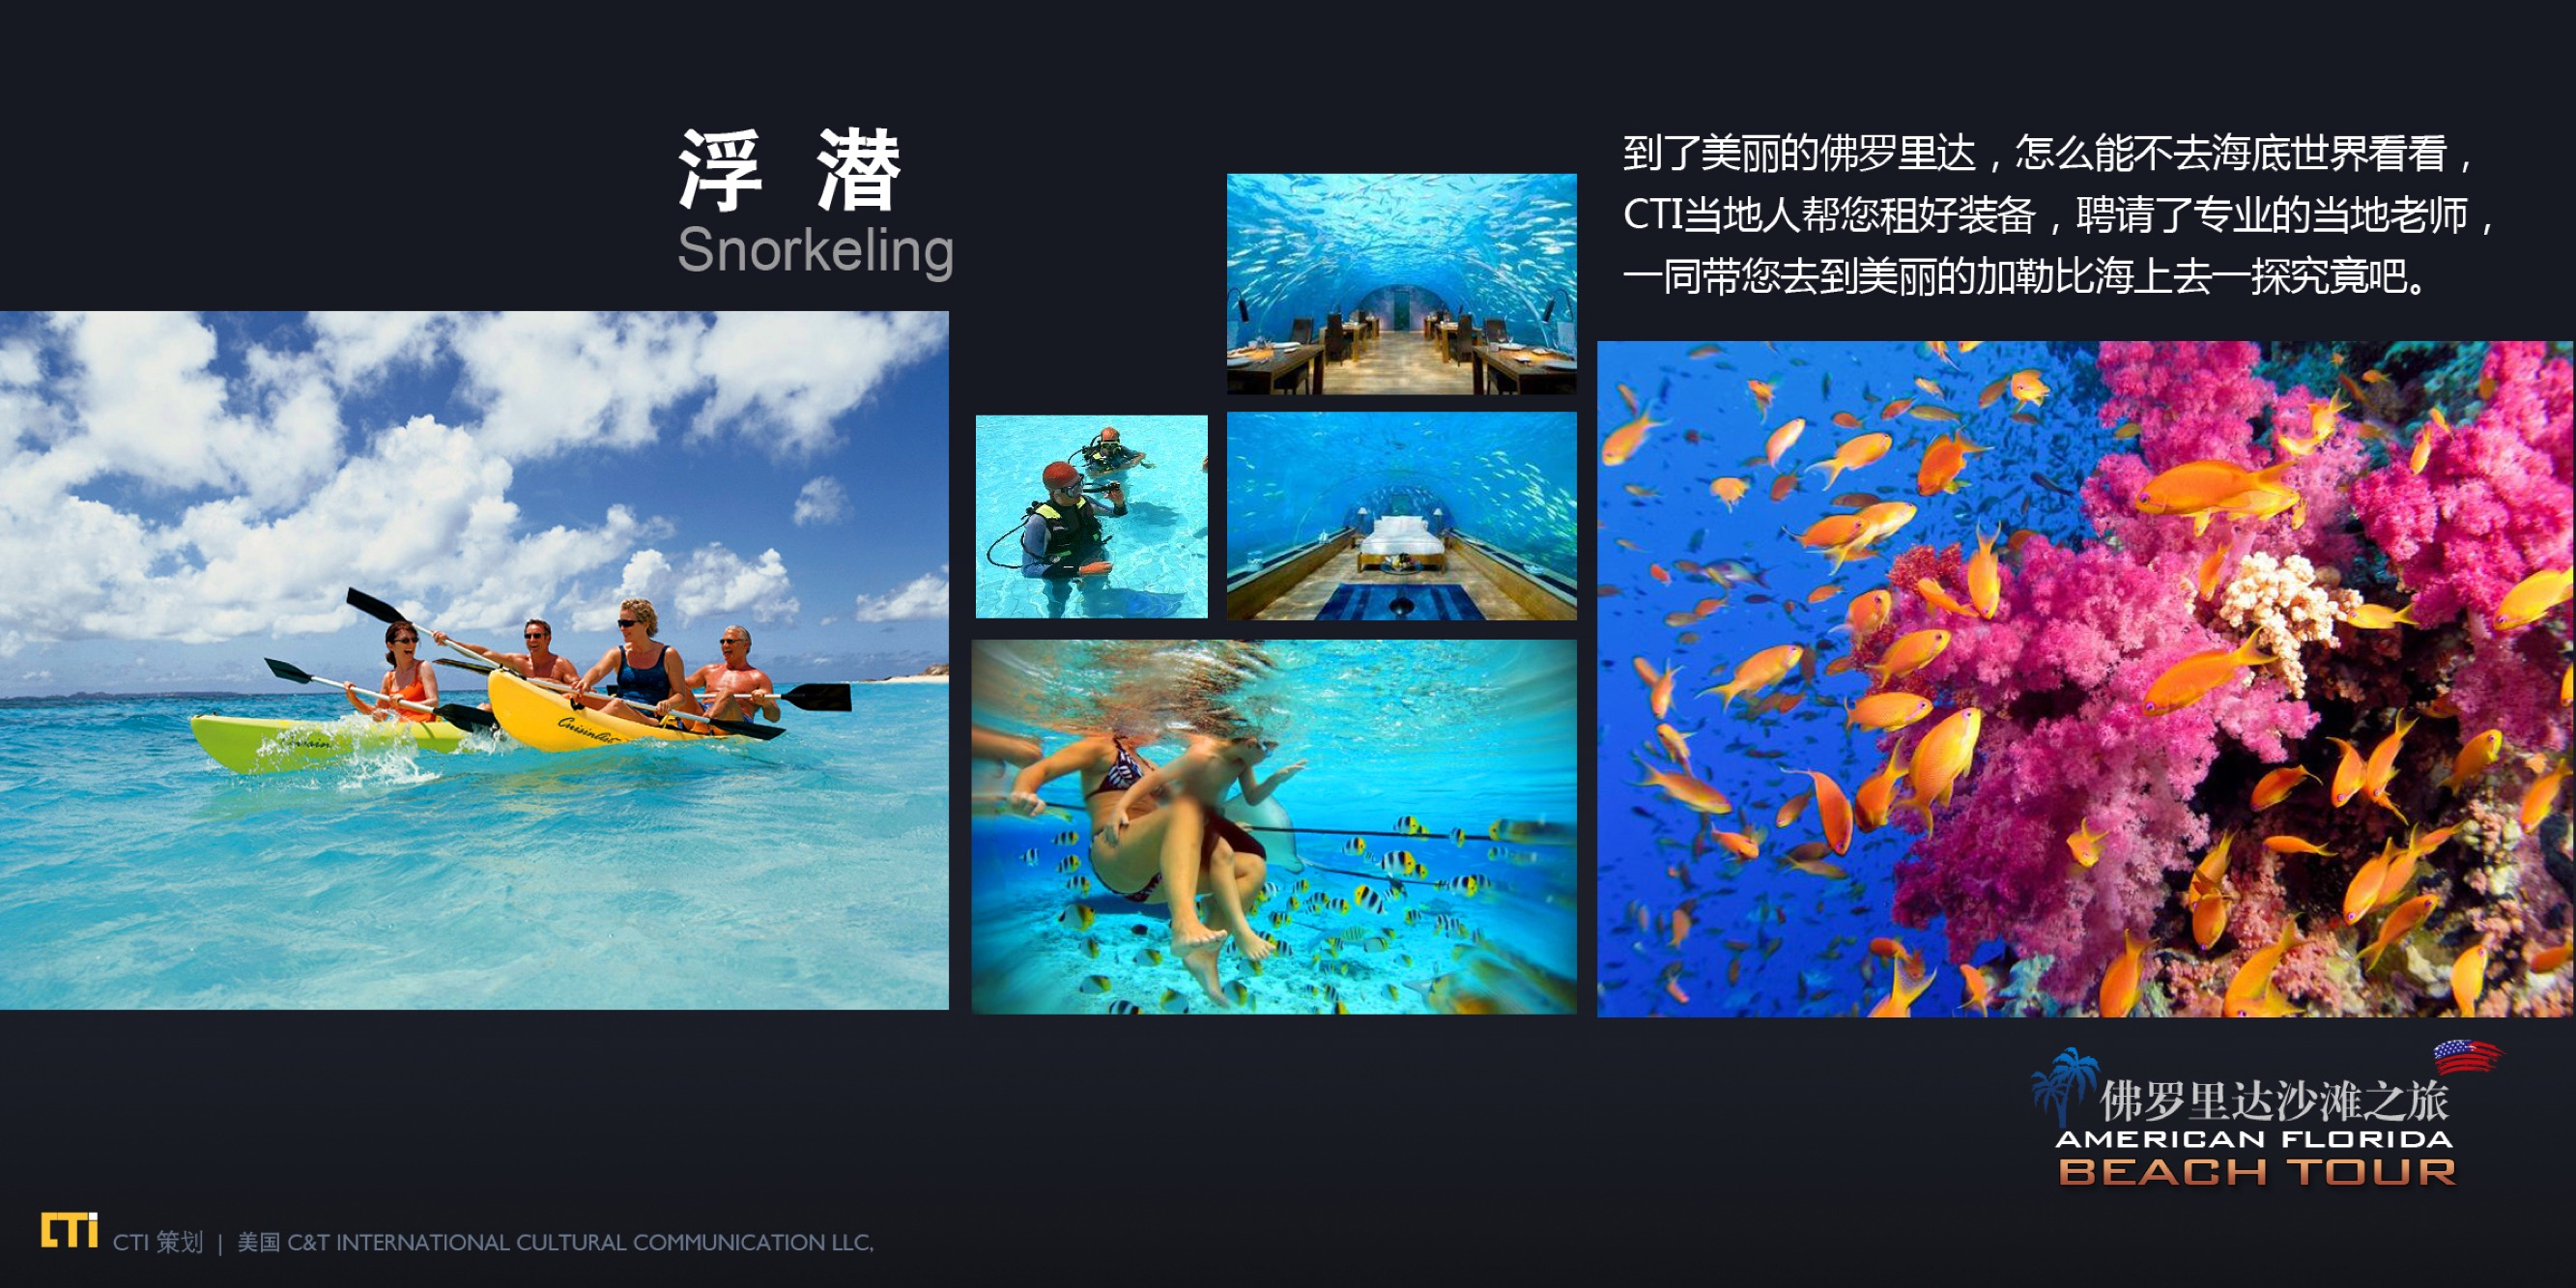 浮 潜
Snorkeling
到了美丽的佛罗里达，怎么能不去海底世界看看，
CTI当地人帮您租好装备，聘请了专业的当地老师，
一同带您去到美丽的加勒比海上去一探究竟吧。
佛罗里达沙滩之旅
AMERICAN FLORIDA
BEACH TOUR
CTi CTI 策划 | 美国 C&T INTERNATIONAL CULTURAL COMMUNICATION LLC,